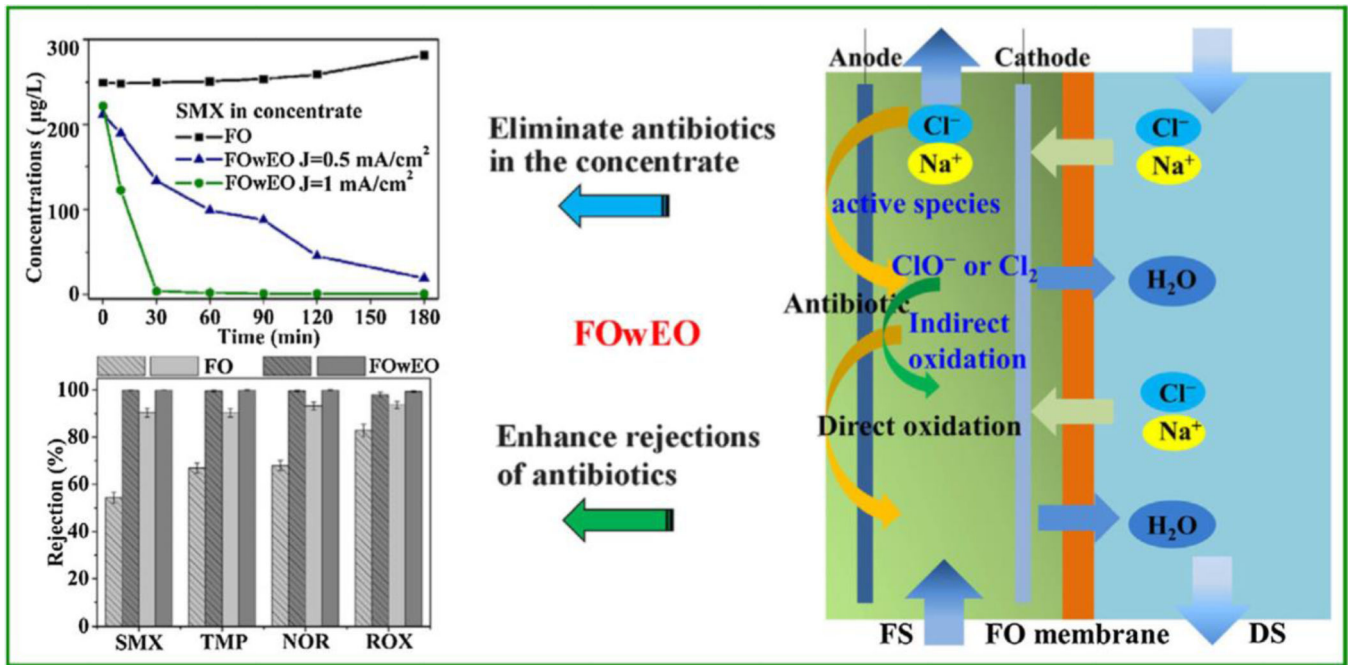 300
200
100
0
Concentrations ( µg/L)
SMX in concentrate
FO
FOwEO J=0.5 mA/cm²
FOwEO J=1 mA/cm²
0 30 60 90 120 150 180
Time (min)
FO
FOwEO
100
80
60
40
20
0
Rejection (%)
SMX TMP NOR ROX
Eliminate antibiotics
in the concentrate
FOwEO
Enhance rejections
of antibiotics
Anode
Cathode
Cl⁻
Na⁺
Cl⁻
Na⁺
active species
ClO⁻ or Cl₂
H₂O
Antibiotic
Indirect
oxidation
Cl⁻
Na⁺
Direct oxidation
H₂O
FS
FO membrane
DS